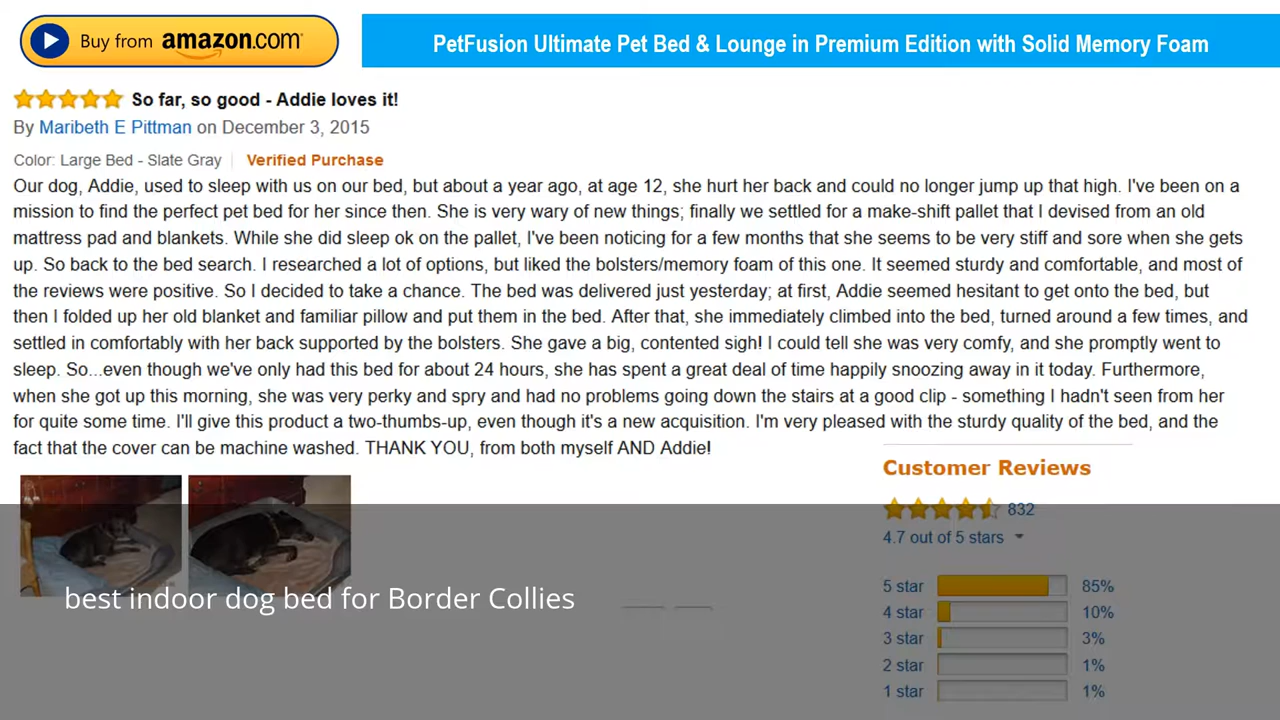 Buy from amazon.com
PetFusion Ultimate Pet Bed & Lounge in Premium Edition with Solid Memory Foam
So far, so good - Addie loves it!
By Maribeth E Pittman on December 3, 2015
Color: Large Bed - Slate Gray Verified Purchase
Our dog, Addie, used to sleep with us on our bed, but about a year ago, at age 12, she hurt her back and could no longer jump up that high. I've been on a
mission to find the perfect pet bed for her since then. She is very wary of new things; finally we settled for a make-shift pallet that I devised from an old
mattress pad and blankets. While she did sleep ok on the pallet, I've been noticing for a few months that she seems to be very stiff and sore when she gets
up. So back to the bed search. I researched a lot of options, but liked the bolsters/memory foam of this one. It seemed sturdy and comfortable, and most of
the reviews were positive. So I decided to take a chance. The bed was delivered just yesterday; at first, Addie seemed hesitant to get onto the bed, but
then I folded up her old blanket and familiar pillow and put them in the bed. After that, she immediately climbed into the bed, turned around a few times, and
settled in comfortably with her back supported by the bolsters. She gave a big, contented sigh! I could tell she was very comfy, and she promptly went to
sleep. So...even though we've only had this bed for about 24 hours, she has spent a great deal of time happily snoozing away in it today. Furthermore,
when she got up this morning, she was very perky and spry and had no problems going down the stairs at a good clip - something I hadn't seen from her
for quite some time. I'll give this product a two-thumbs-up, even though it's a new acquisition. I'm very pleased with the sturdy quality of the bed, and the
fact that the cover can be machine washed. THANK YOU, from both myself AND Addie!
Customer Reviews
832
4.7 out of 5 stars
5 star 85%
4 star 10%
3 star 3%
2 star 1%
1 star 1%
best indoor dog bed for Border Collies